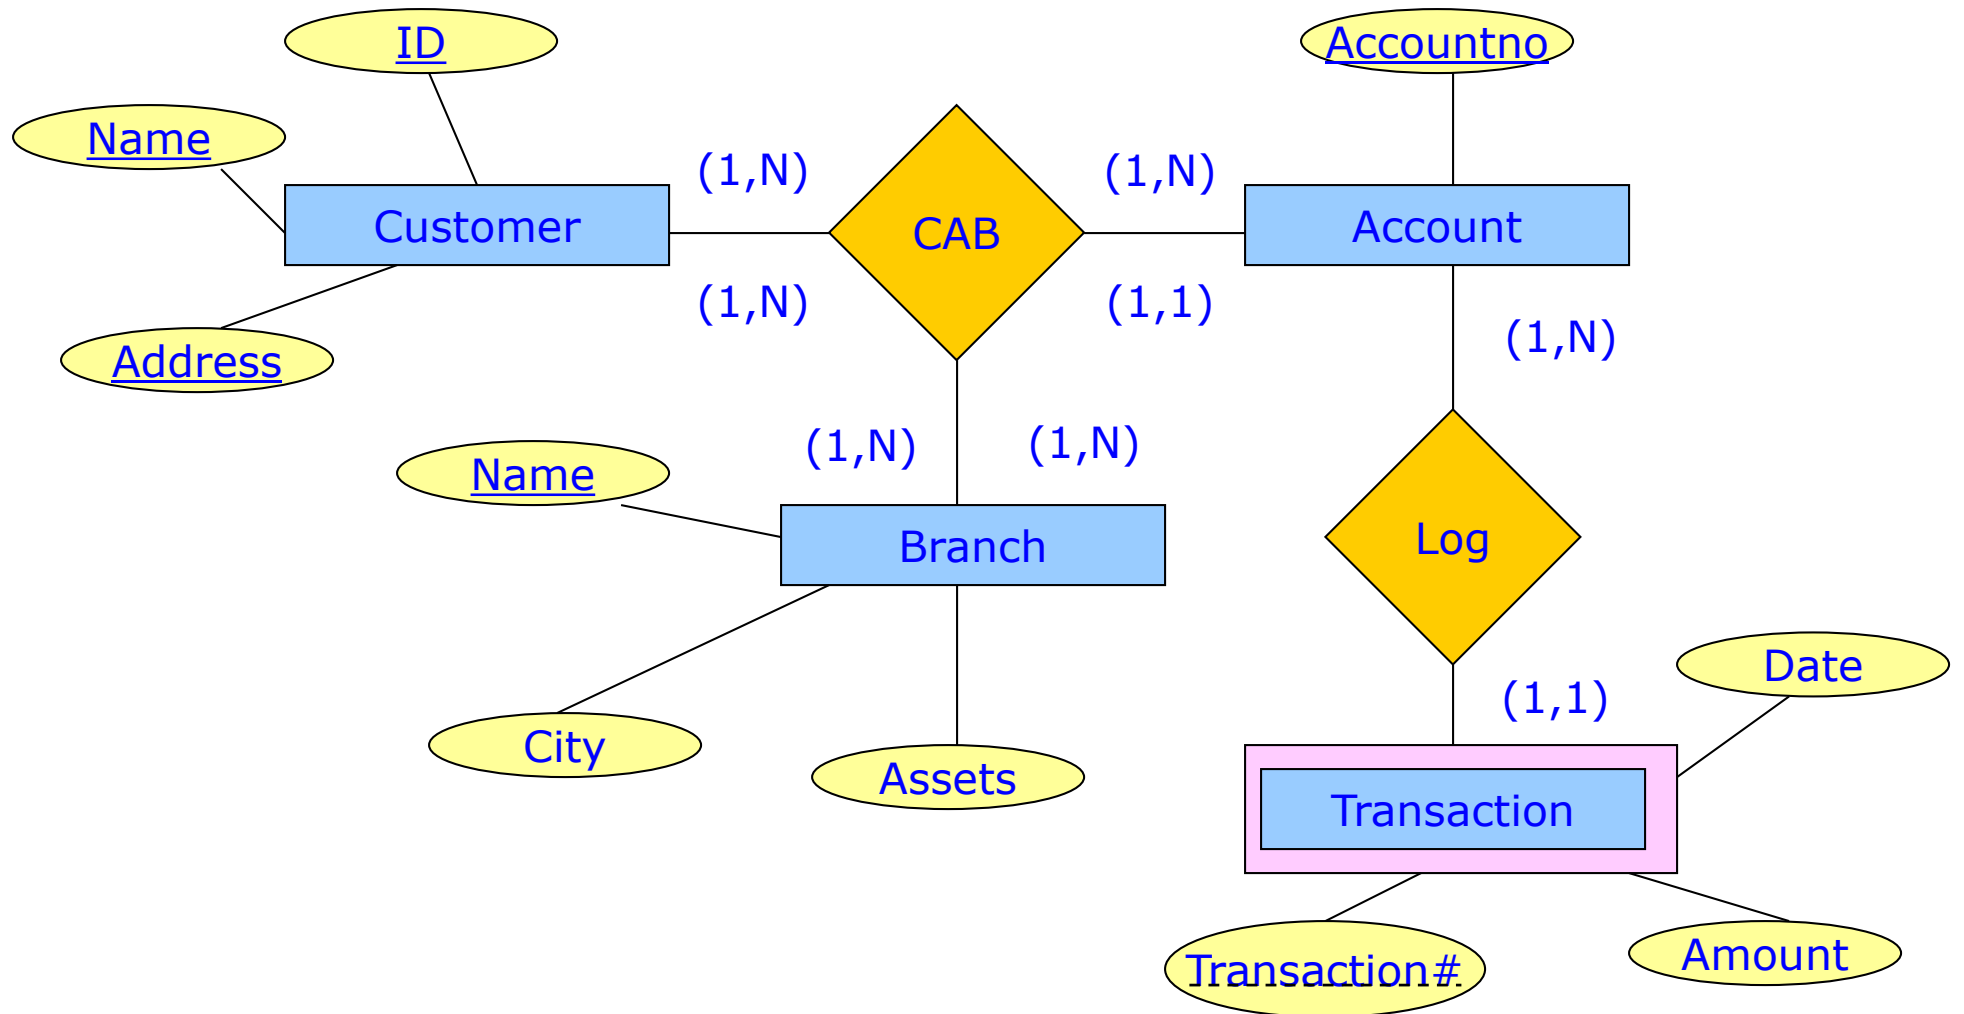 ID
Accountno
Name
(1,N)
(1,N)
Customer
CAB
Account
(1,N)
(1,1)
(1,N)
Address
(1,N)
(1,N)
Name
Branch
Log
Date
(1,1)
City
Assets
Transaction
Amount
Transaction#